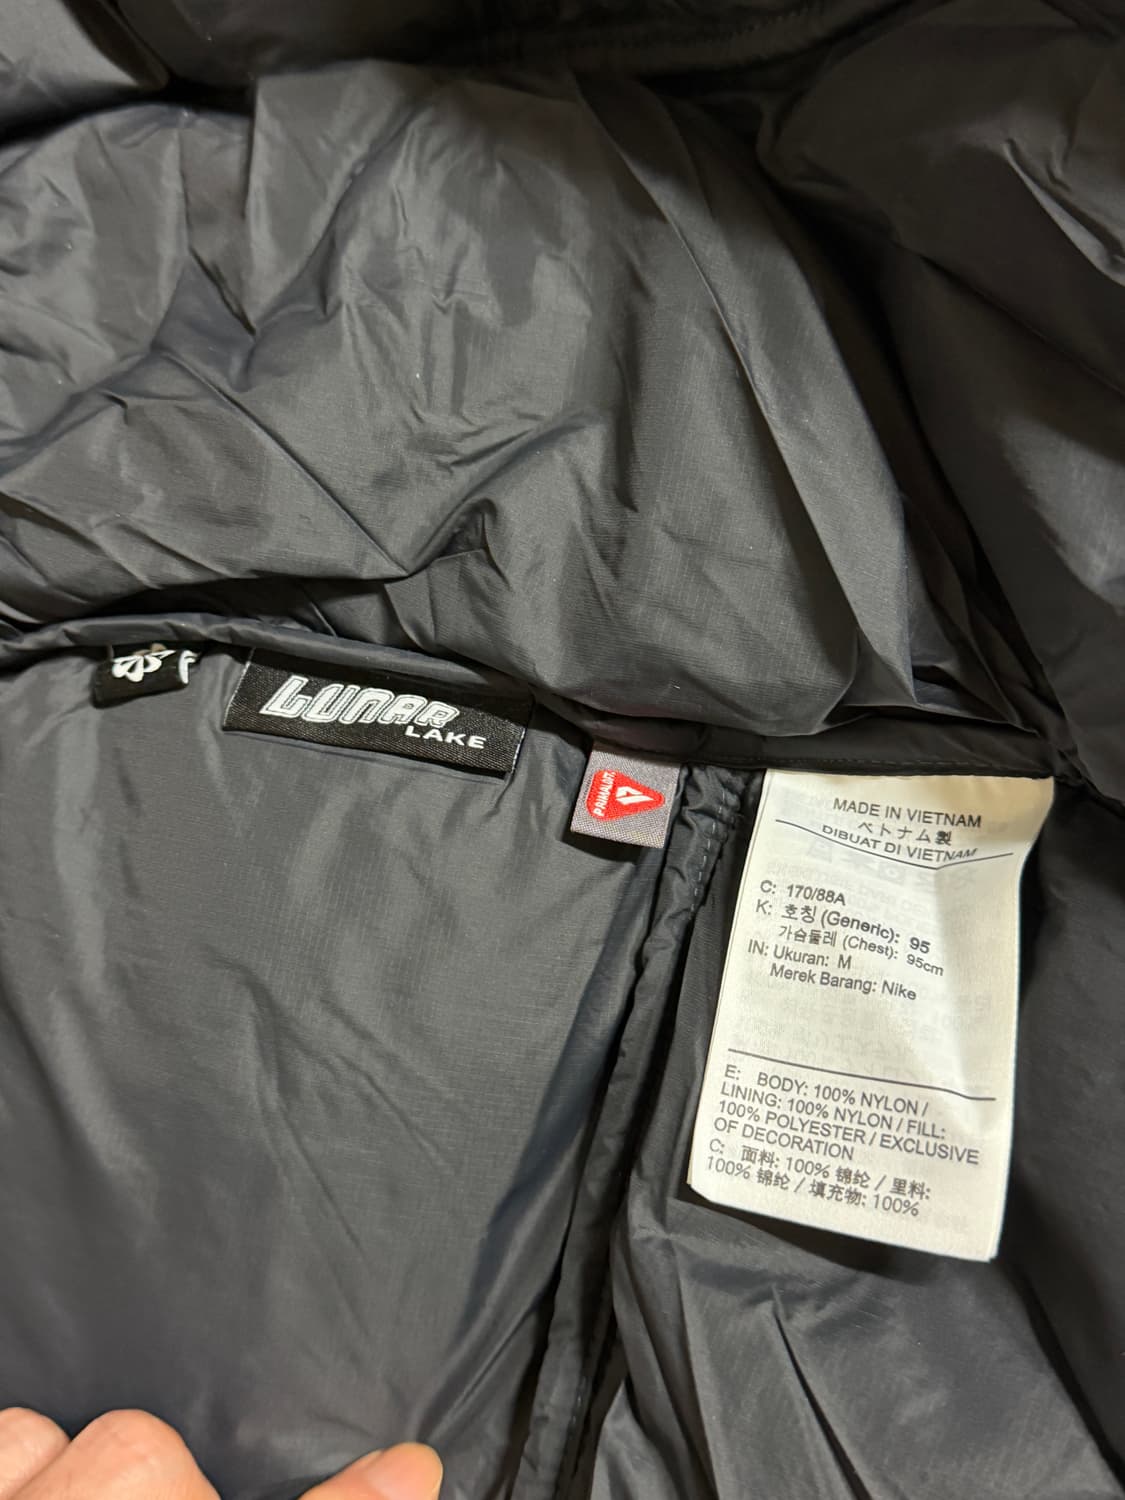 LUNAR
LAKE
PRIMALOFT
MADE IN VIETNAM
ベトナム製
DIBUAT DI VIETNAM
C: 170/88A
K: 호칭 (Generic): 95
가슴둘레 (Chest): 95cm
IN: Ukuran: M
Merek Barang: Nike
E: BODY: 100% NYLON /
LINING: 100% NYLON / FILL:
100% POLYESTER / EXCLUSIVE
OF DECORATION
C: 面料: 100% 锦纶 / 里料:
100% 锦纶 / 填充物: 100%